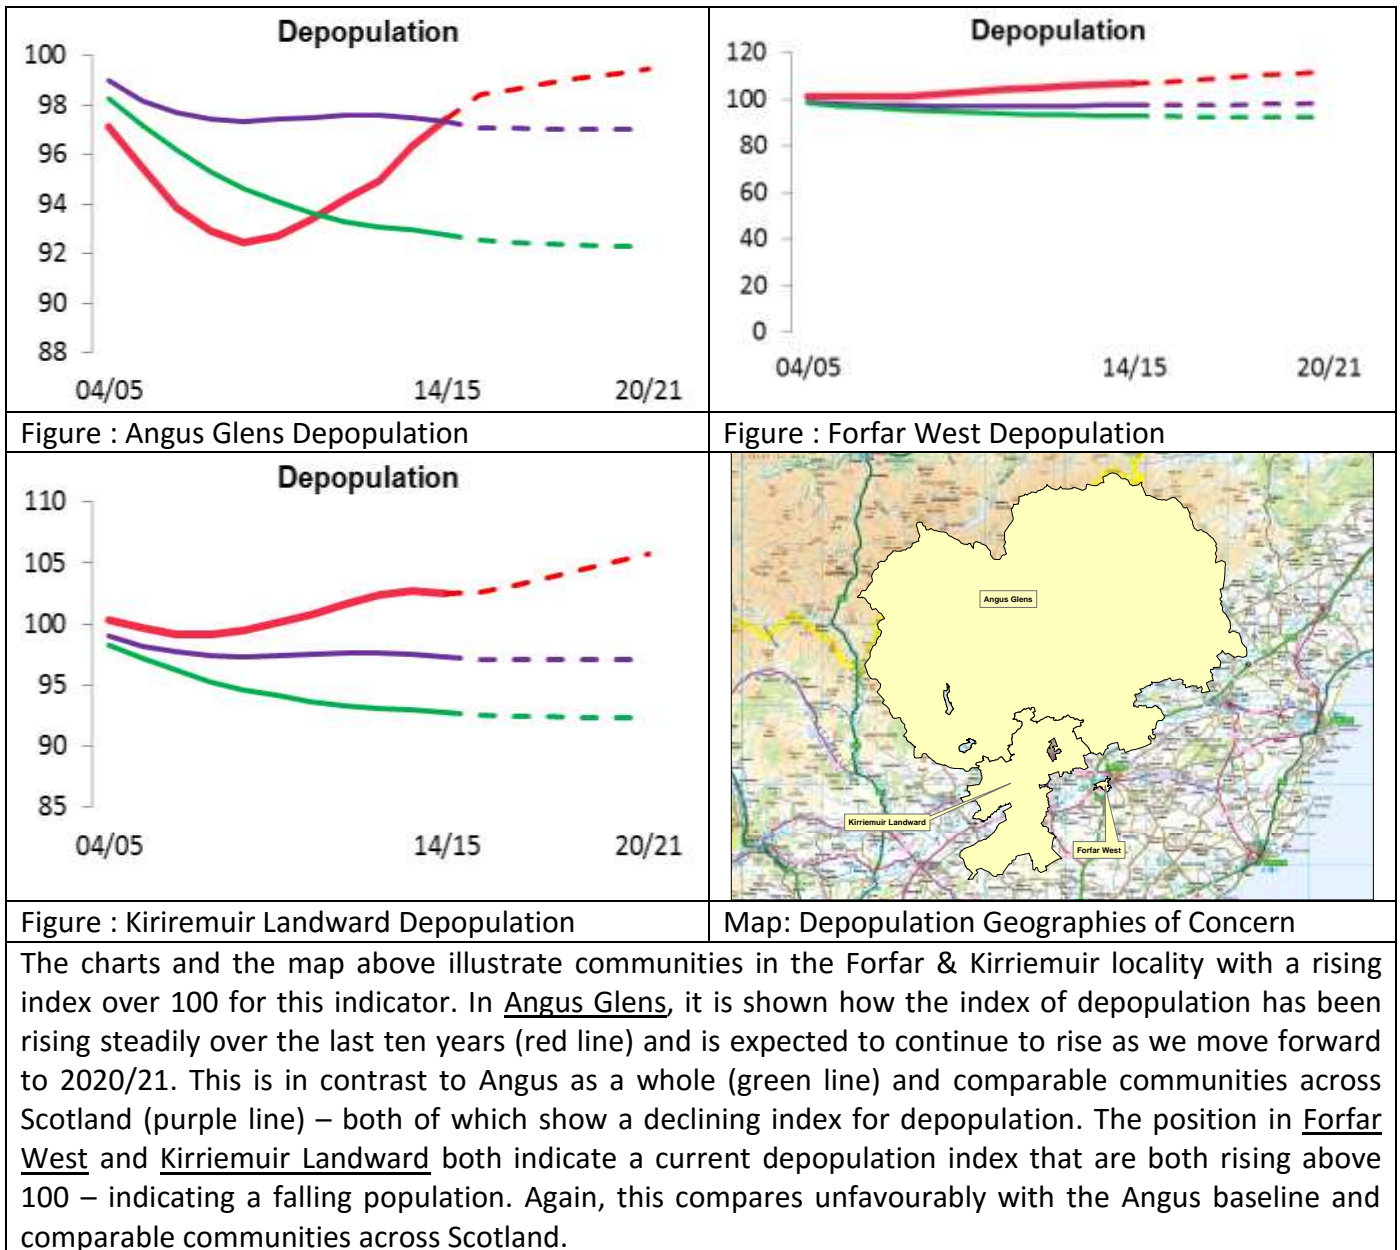 Depopulation
100
98
96
94
92
90
88
04/05 14/15 20/21
Figure : Angus Glens Depopulation
Depopulation
120
100
80
60
40
20
0
04/05 14/15 20/21
Figure : Forfar West Depopulation
Depopulation
110
105
100
95
90
85
04/05 14/15 20/21
Figure : Kiriremuir Landward Depopulation
Angus Glens
Kirriemuir Landward
Forfar West
Map: Depopulation Geographies of Concern
The charts and the map above illustrate communities in the Forfar & Kirriemuir locality with a rising
index over 100 for this indicator. In Angus Glens, it is shown how the index of depopulation has been
rising steadily over the last ten years (red line) and is expected to continue to rise as we move forward
to 2020/21. This is in contrast to Angus as a whole (green line) and comparable communities across
Scotland (purple line) – both of which show a declining index for depopulation. The position in Forfar
West and Kirriemuir Landward both indicate a current depopulation index that are both rising above
100 – indicating a falling population. Again, this compares unfavourably with the Angus baseline and
comparable communities across Scotland.